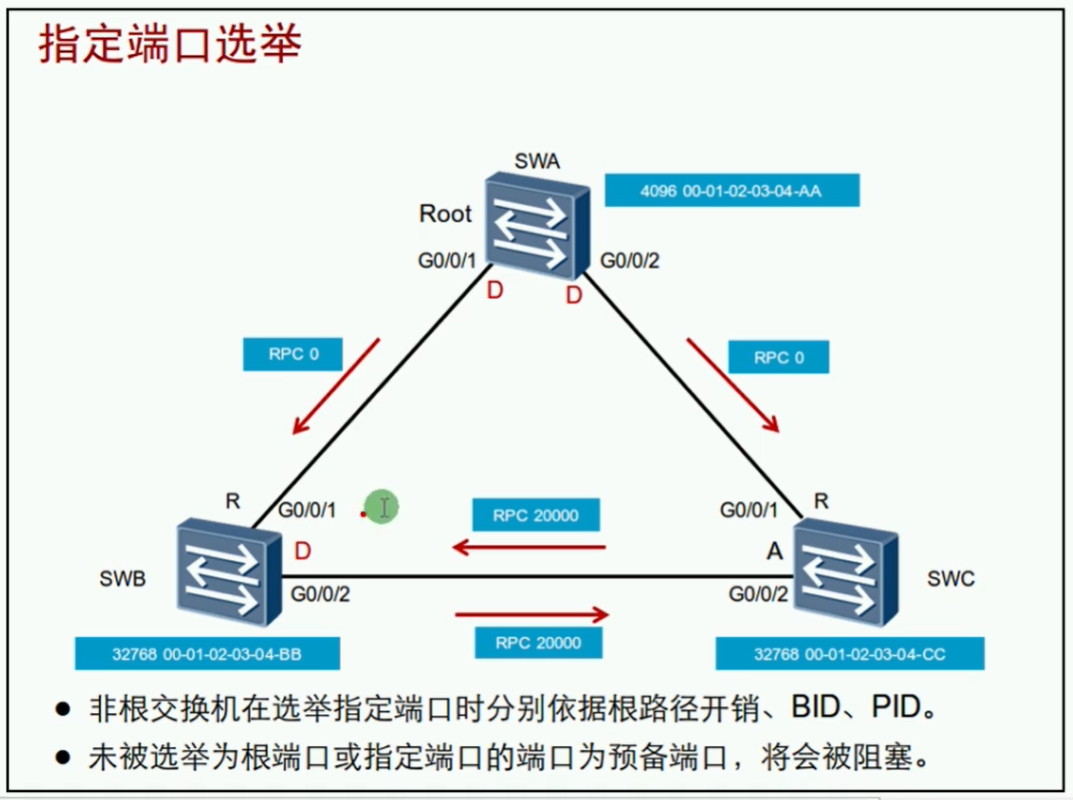 指定端口选举
SWA
4096 00-01-02-03-04-AA
Root
G0/0/1
G0/0/2
D
D
RPC 0
RPC 0
R
G0/0/1
RPC 20000
G0/0/1
R
D
A
SWB
G0/0/2
G0/0/2
SWC
RPC 20000
32768 00-01-02-03-04-BB
32768 00-01-02-03-04-CC
● 非根交换机在选举指定端口时分别依据根路径开销、BID、PID。
● 未被选举为根端口或指定端口的端口为预备端口，将会被阻塞。